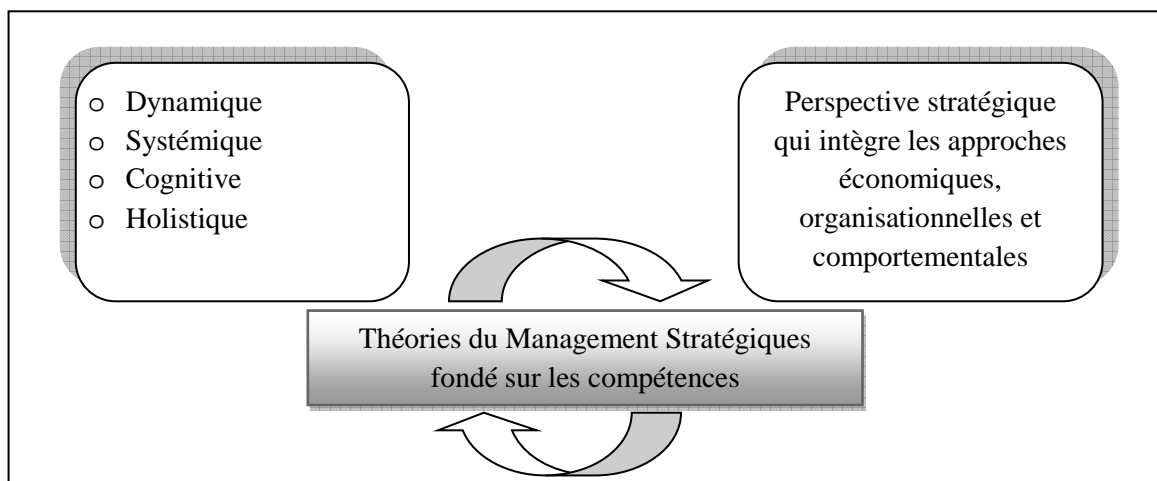 o Dynamique
o Systémique
o Cognitive
o Holistique
Perspective stratégique
qui intègre les approches
économiques,
organisationnelles et
comportementales
Théories du Management Stratégiques
fondé sur les compétences